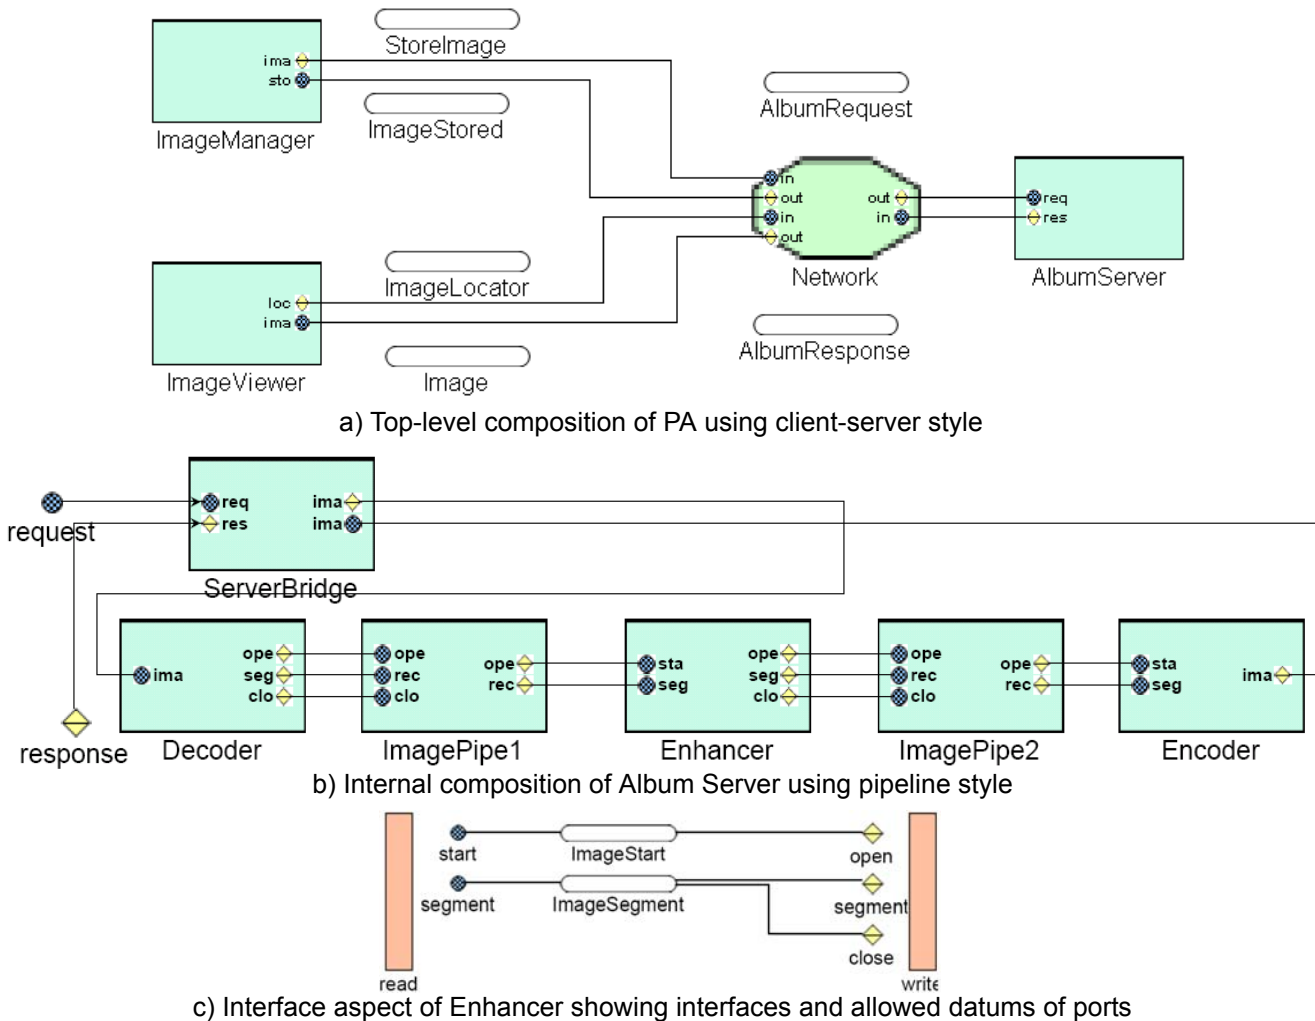 StoreImage
ima
sto
ImageManager
ImageStored
AlbumRequest
in
out
in
out
out
in
Network
req
res
AlbumServer
ImageLocator
loc
ima
ImageViewer
Image
AlbumResponse
a) Top-level composition of PA using client-server style
request
req
res
ima
ima
ServerBridge
response
ima
ope
seg
clo
Decoder
ope
rec
clo
ope
rec
ImagePipe1
sta
seg
ope
seg
clo
Enhancer
ope
rec
clo
ope
rec
ImagePipe2
sta
seg
ima
Encoder
b) Internal composition of Album Server using pipeline style
start
ImageStart
open
segment
ImageSegment
segment
close
read
write
c) Interface aspect of Enhancer showing interfaces and allowed datums of ports